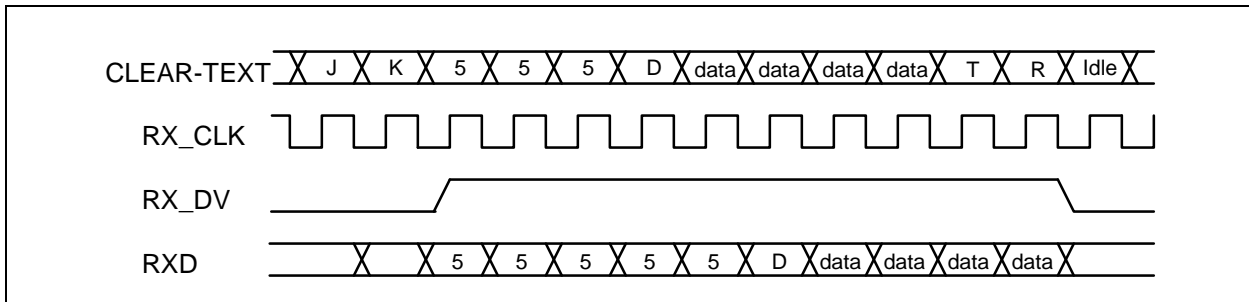 CLEAR-TEXT J K 5 5 5 D data data data data T R Idle
RX_CLK
RX_DV
RXD 5 5 5 5 5 D data data data data